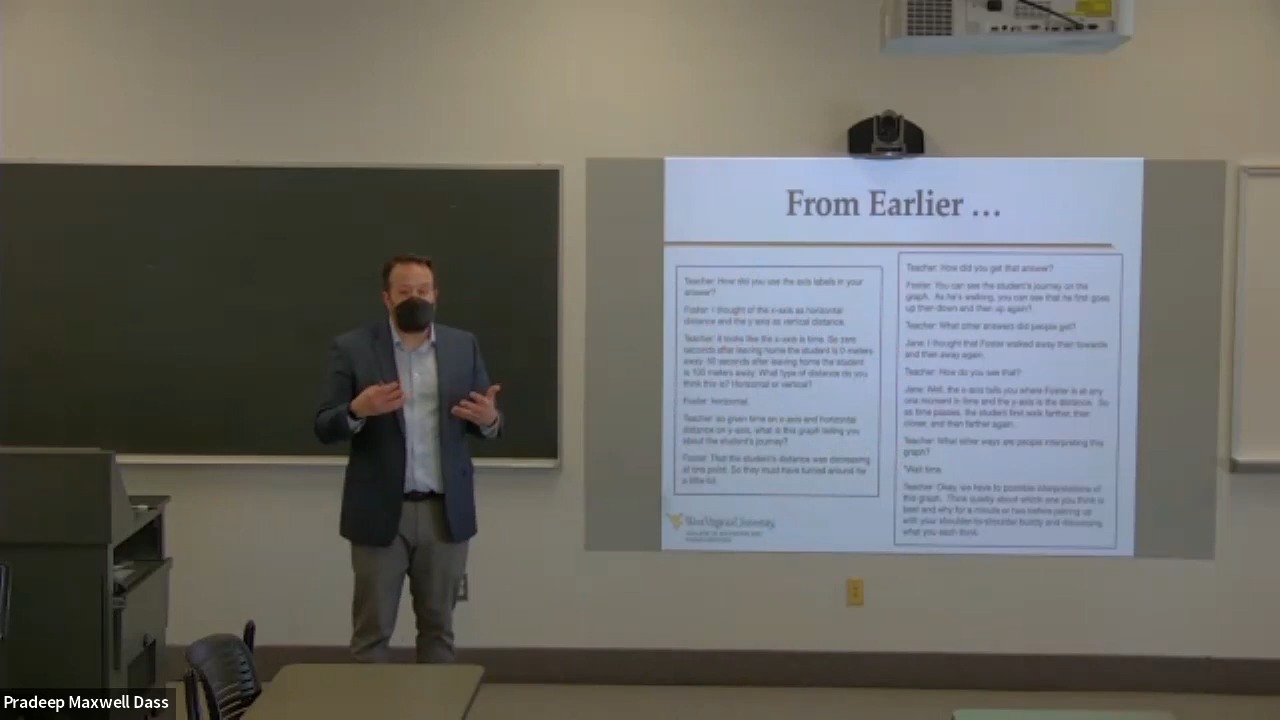 From Earlier ...
Teacher: How did you use the axis labels in your
answer?
Foster: I thought of the x-axis as horizontal
distance and the y-axis as vertical distance.
Teacher: It looks like the x-axis is time. So zero
seconds after leaving home the student is 0 meters
away. 50 seconds after leaving home the student
is 100 meters away. What type of distance do you
think this is? Horizontal or vertical?
Foster: horizontal.
Teacher: so given time on x-axis and horizontal
distance on y-axis, what is this graph telling you
about the student's journey?
Foster: That the student's distance was decreasing
at one point. So they must have turned around he
a little bit.
WestVirginiaUniversity
COLLEGE OF EDUCATION AND
Teacher: How did you get that answer?
Foster: You can see the student's journey on the
graph. As he's walking, you can see that he first goes
up then down and then up again?
Teacher: What other answers did people get?
Jane: I thought that Foster walked away then towards
and then away again.
Teacher: How do you see that?
Jane: Well, the x-axis tells you where Foster is at any
one moment in time and the y-axis is the distance. So
as time passes, the student first walk farther, then
closer, and then farther again.
Teacher: What other ways are people interpreting this
graph?
*Wait time.
Teacher: Okay, we have to possible interpretations of
this graph. Think quietly about which one you think is
best and why for a minute or two before pairing up
with your shoulder-to-shoulder buddy and discussing
what you each think.
Pradeep Maxwell Dass